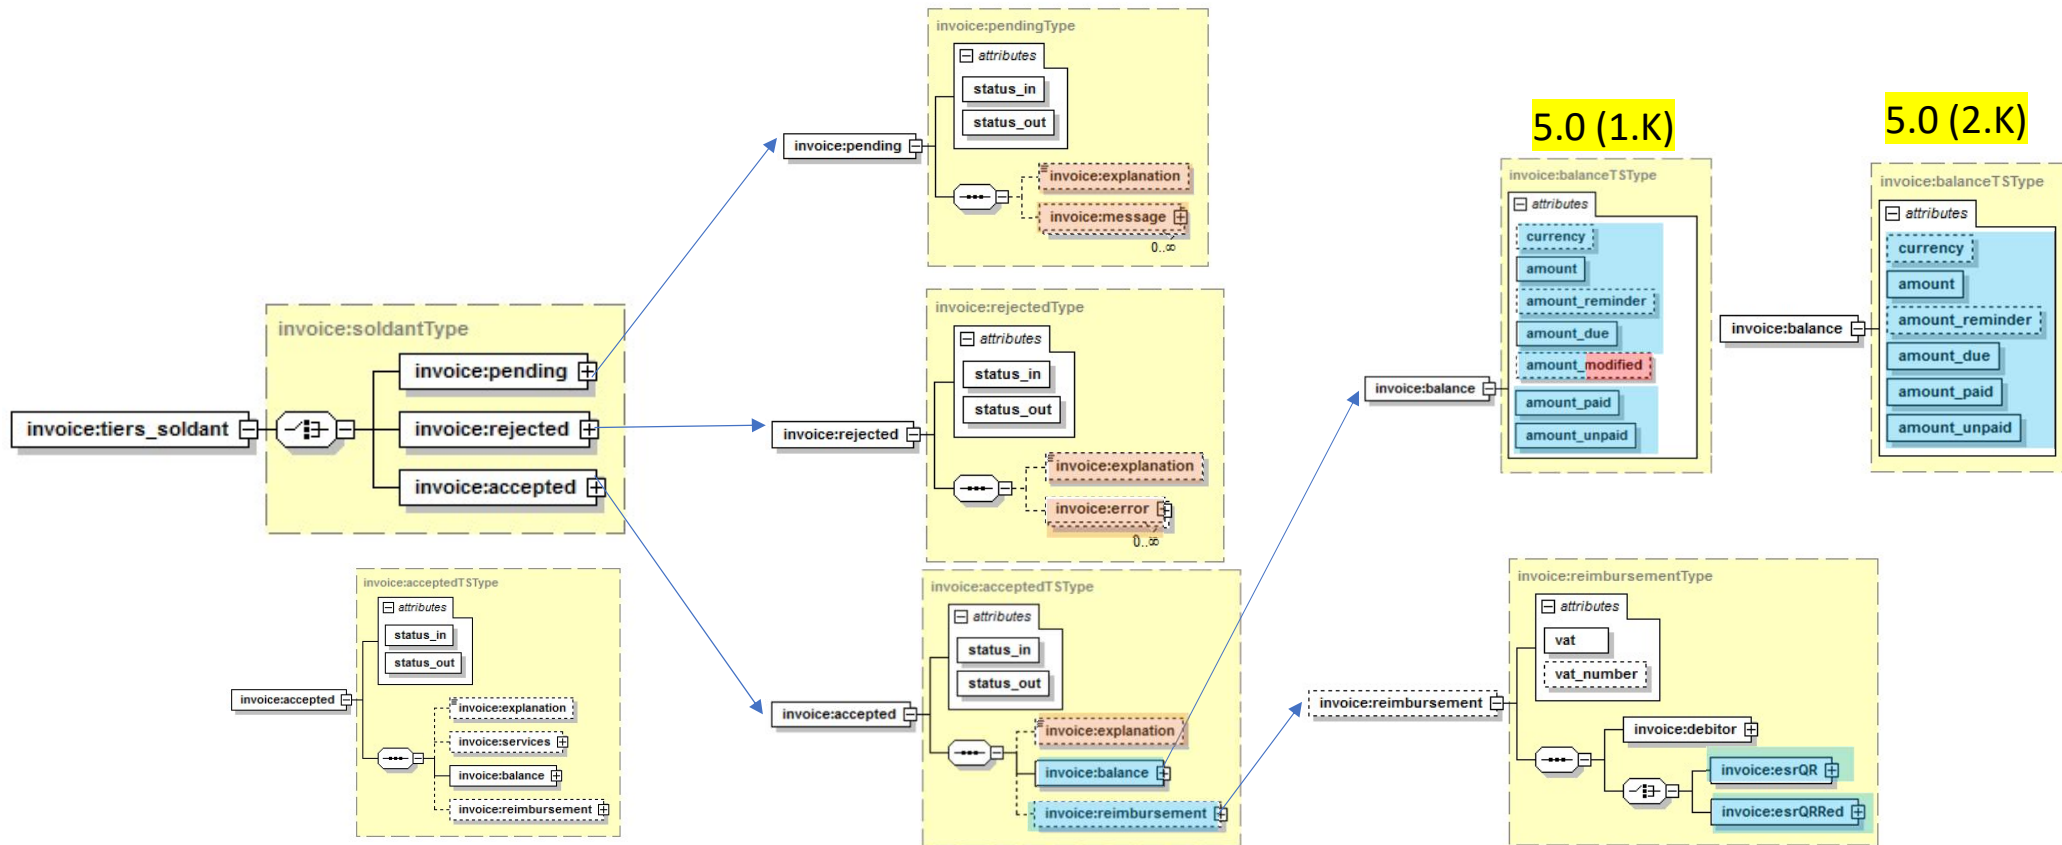 invoice:tiers_soldant
invoice:soldantType
invoice:pending
invoice:rejected
invoice:accepted
invoice:acceptedTSType
attributes
status_in
status_out
invoice:accepted
invoice:explanation
invoice:services
invoice:balance
invoice:reimbursement
invoice:pendingType
attributes
status_in
status_out
invoice:pending
invoice:explanation
invoice:message
0..∞
invoice:rejectedType
attributes
status_in
status_out
invoice:rejected
invoice:explanation
invoice:error
0..∞
invoice:acceptedTSType
attributes
status_in
status_out
invoice:accepted
invoice:explanation
invoice:balance
invoice:reimbursement
5.0 (1.K)
invoice:balanceTSType
attributes
currency
amount
amount_reminder
amount_due
amount_modified
invoice:balance
amount_paid
amount_unpaid
5.0 (2.K)
invoice:balanceTSType
attributes
currency
amount
amount_reminder
invoice:balance
amount_due
amount_paid
amount_unpaid
invoice:reimbursementType
attributes
vat
vat_number
invoice:reimbursement
invoice:debitor
invoice:esrQR
invoice:esrQRRed